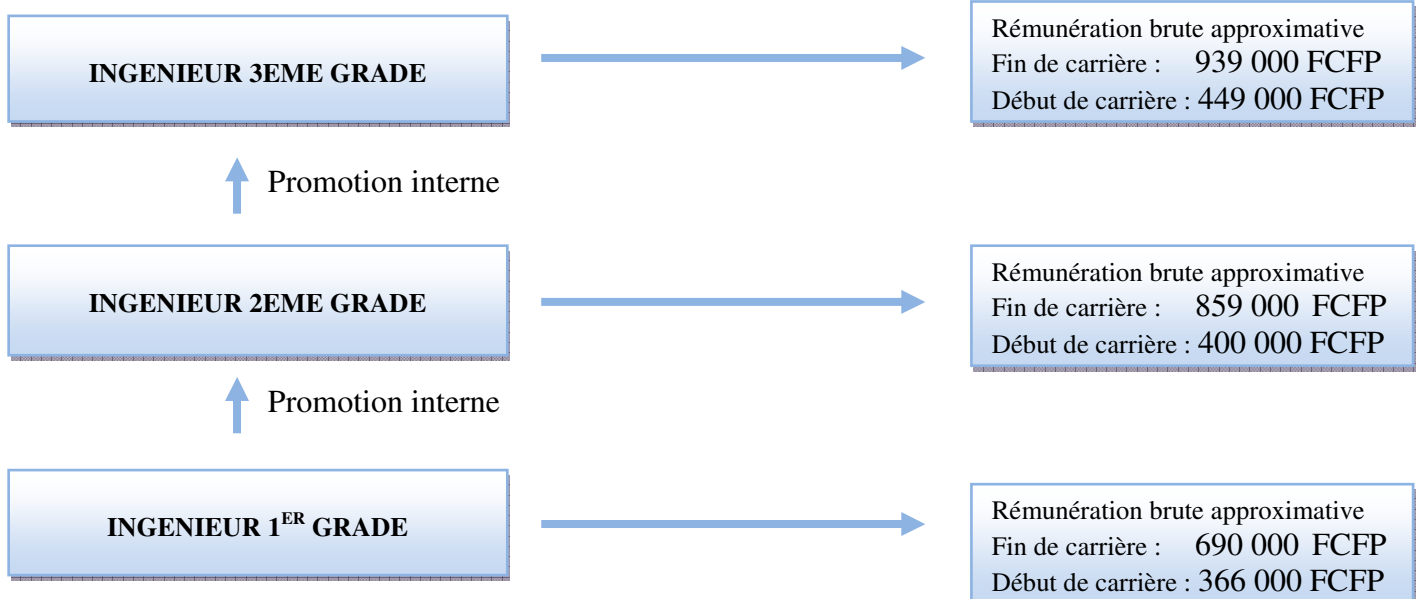 INGENIEUR 3EME GRADE
Rémunération brute approximative
Fin de carrière : 939 000 FCFP
Début de carrière : 449 000 FCFP
Promotion interne
INGENIEUR 2EME GRADE
Rémunération brute approximative
Fin de carrière : 859 000 FCFP
Début de carrière : 400 000 FCFP
Promotion interne
INGENIEUR 1ER GRADE
Rémunération brute approximative
Fin de carrière : 690 000 FCFP
Début de carrière : 366 000 FCFP